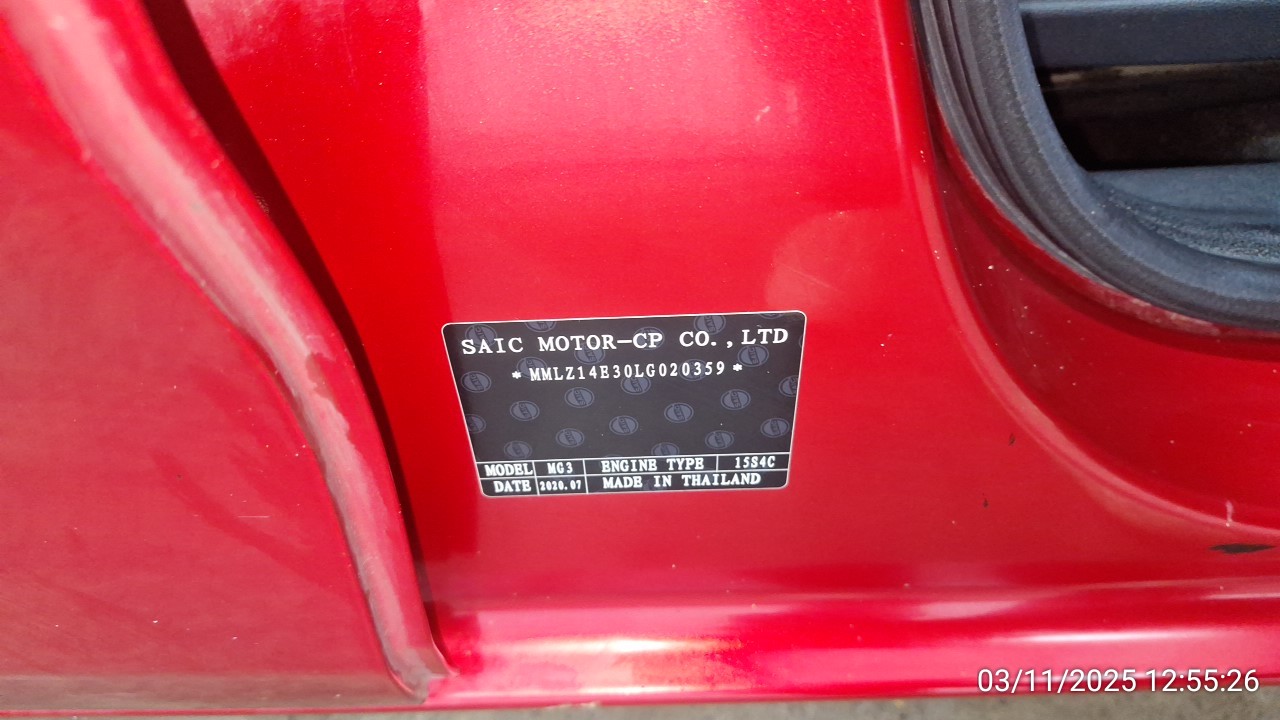 SAIC MOTOR-CP CO.,LTD
* MMLZ14B30LG020359 *
MODEL MG3 ENGINE TYPE 15S4C
DATE 2020.07 MADE IN THAILAND
03/11/2025 12:55:26